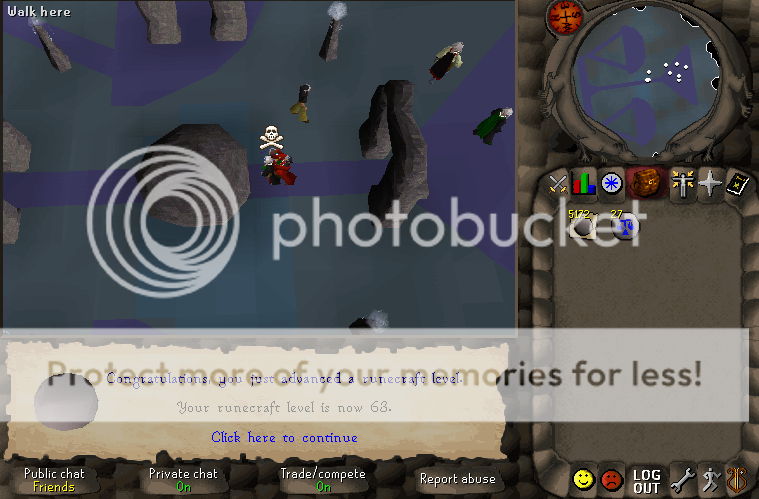 Walk here
5172 27
photobucket
Protect more of your memories for less!
Congratulations, you just advanced a runecraft level.
Your runecraft level is now 63.
Click here to continue
Public chat
Friends
Private chat
On
Trade/compete
On
Report abuse
LOG
OUT